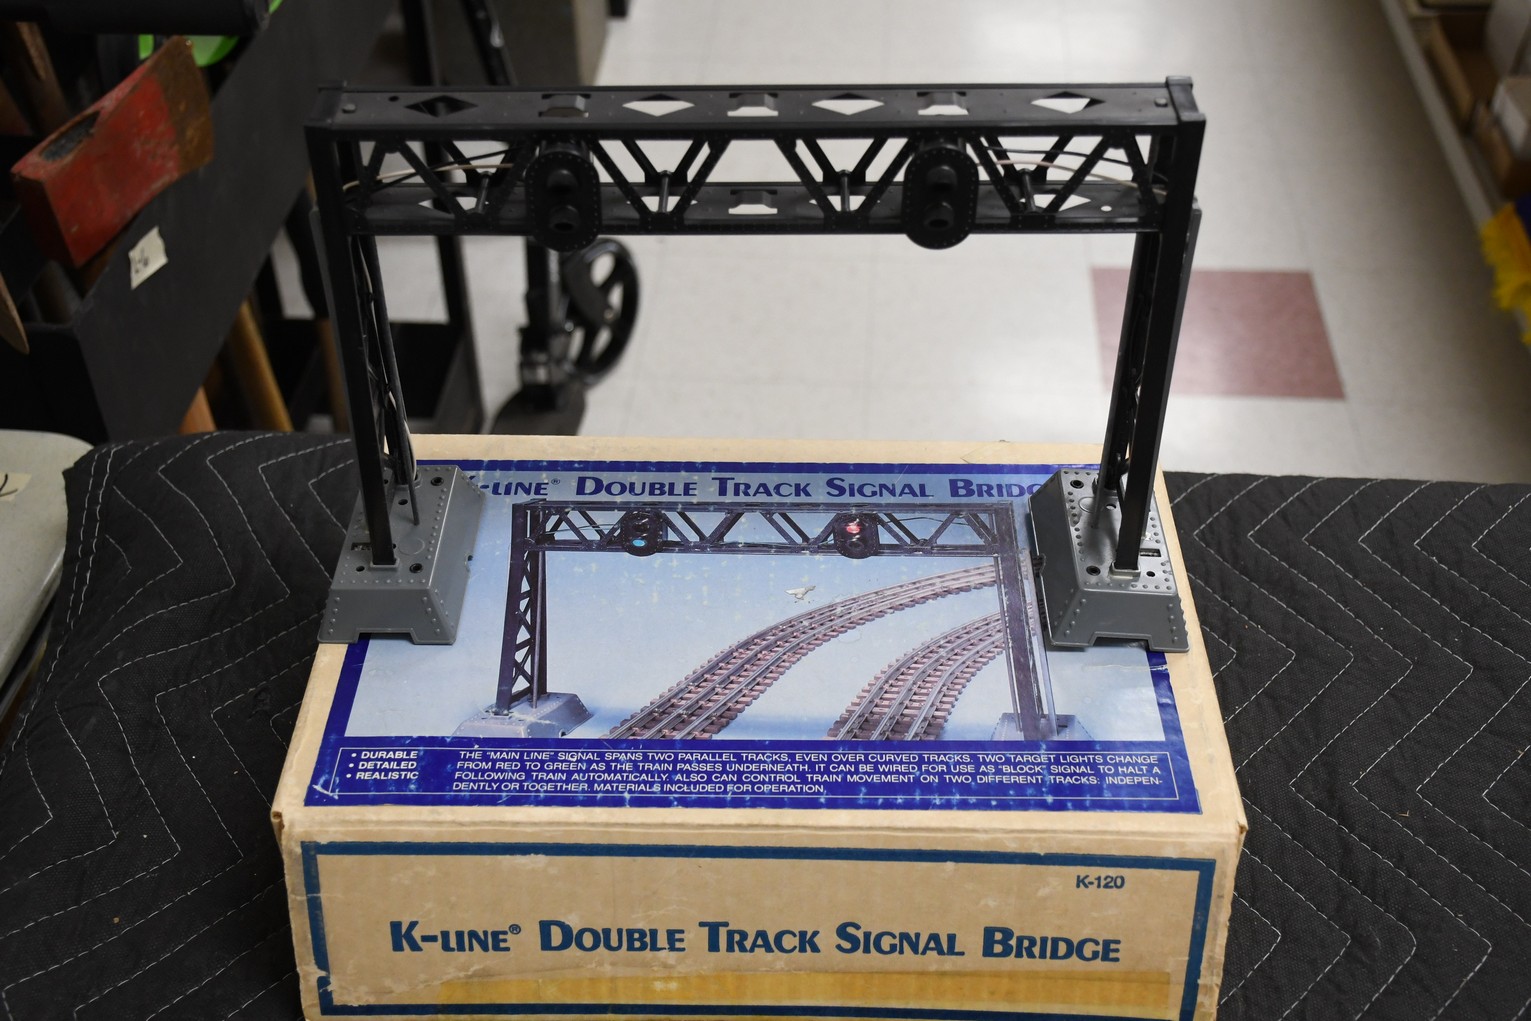 K-LINE® DOUBLE TRACK SIGNAL
• DURABLE
• DETAILED
• REALISTIC
THE "MAIN LINE" SIGNAL SPANS TWO PARALLEL TRACKS, EVEN OVER CURVED TRACKS. TWO TARGET LIGHTS CHANGE
FROM RED TO GREEN AS THE TRAIN PASSES UNDERNEATH. IT CAN BE WIRED FOR USE AS "BLOCK" SIGNAL TO HALT A
FOLLOWING TRAIN AUTOMATICALLY. ALSO CAN CONTROL TRAIN MOVEMENT ON TWO DIFFERENT TRACKS: INDEPEN-
DENTLY OR TOGETHER. MATERIALS INCLUDED FOR OPERATION.
K-120
K-LINE® DOUBLE TRACK SIGNAL BRIDGE